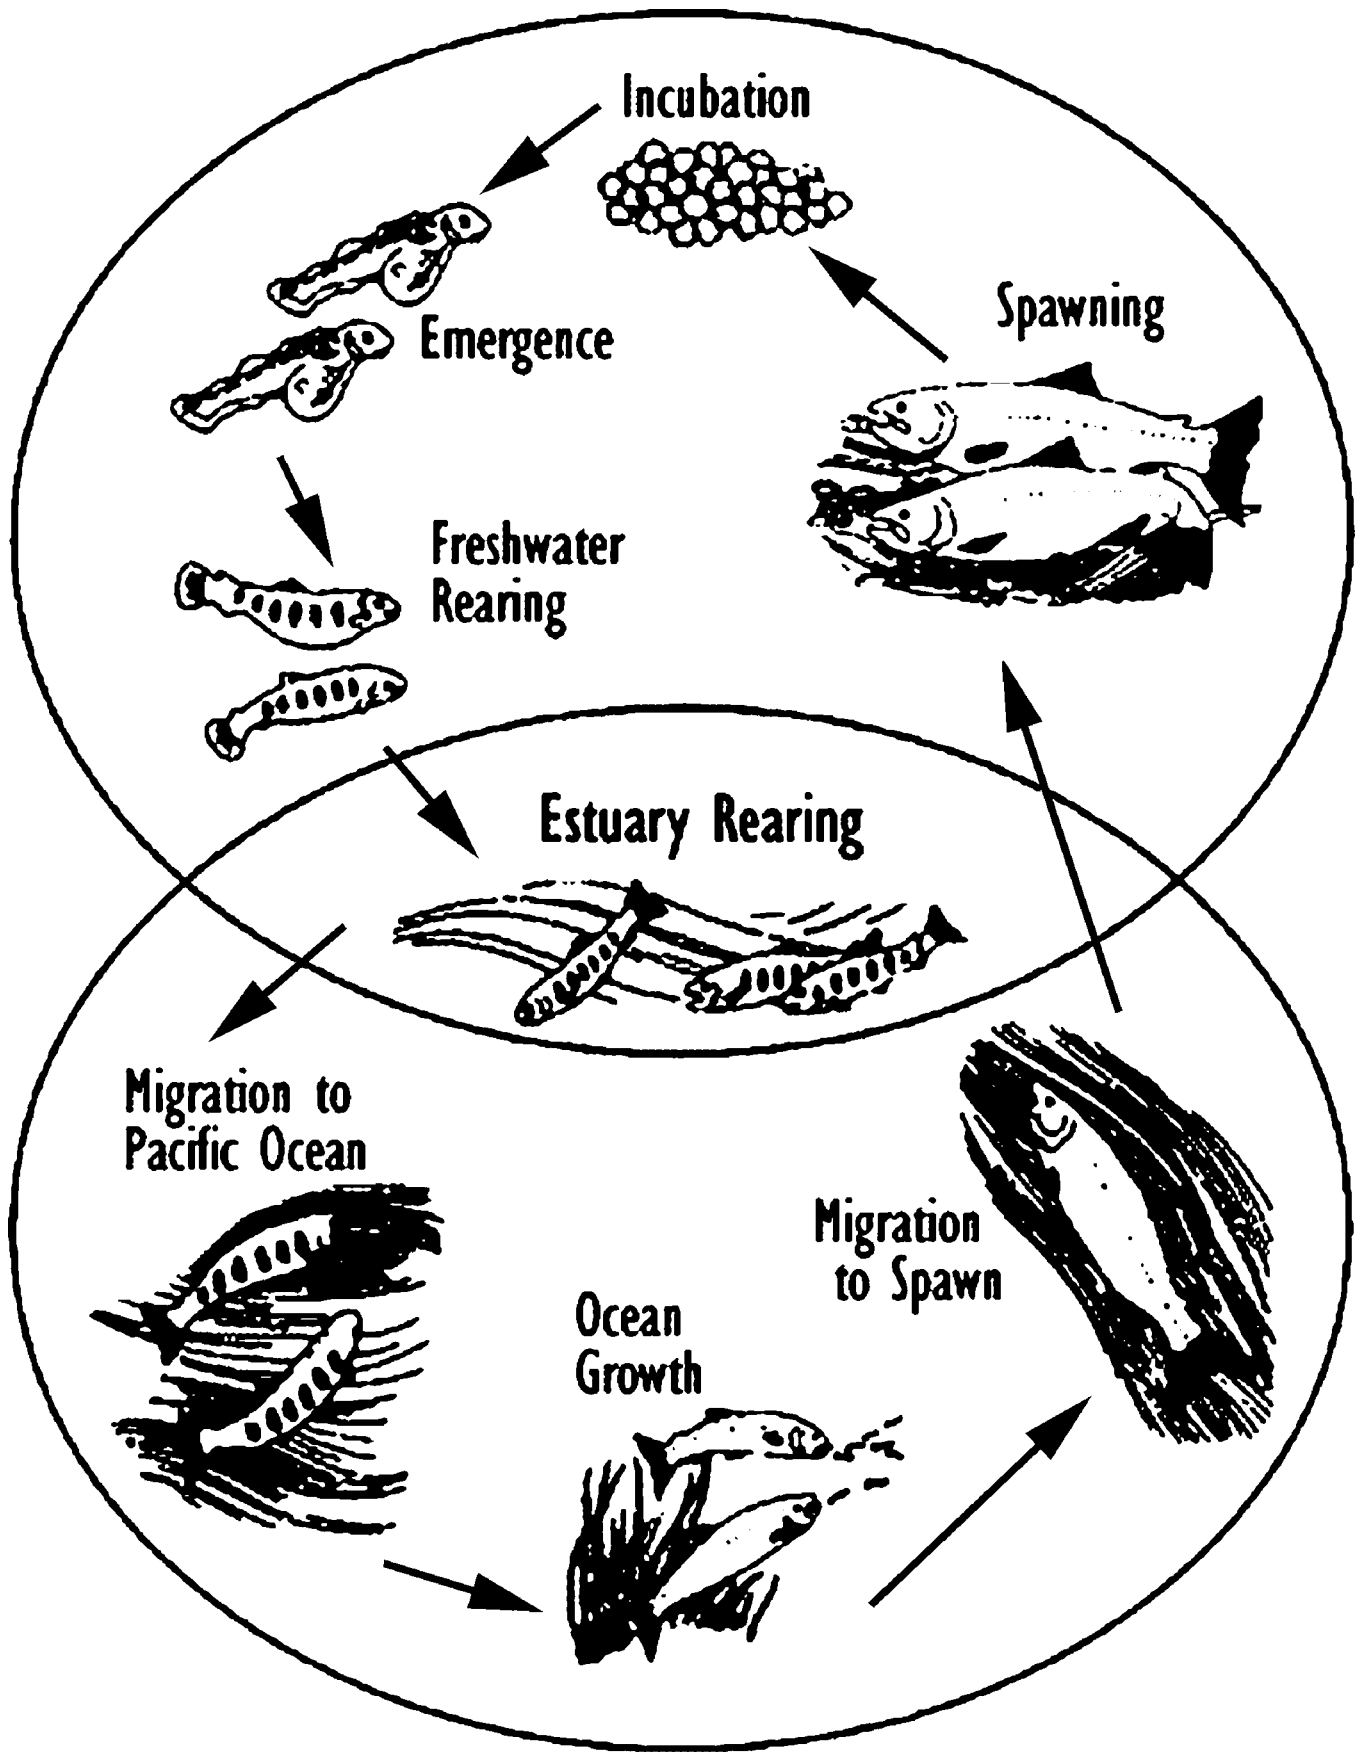 Incubation
Spawning
Emergence
Freshwater
Rearing
Estuary Rearing
Migration to
Pacific Ocean
Migration
to Spawn
Ocean
Growth